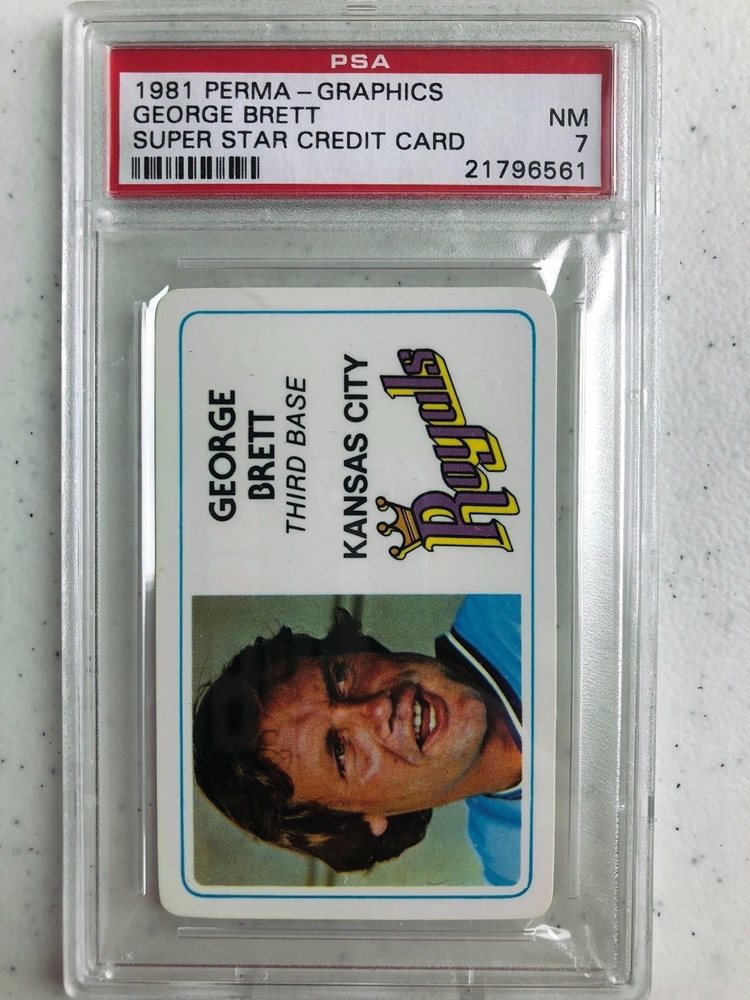 PSA
1981 PERMA-GRAPHICS
GEORGE BRETT NM
SUPER STAR CREDIT CARD 7
21796561
GEORGE
BRETT
THIRD BASE
KANSAS CITY
Royals